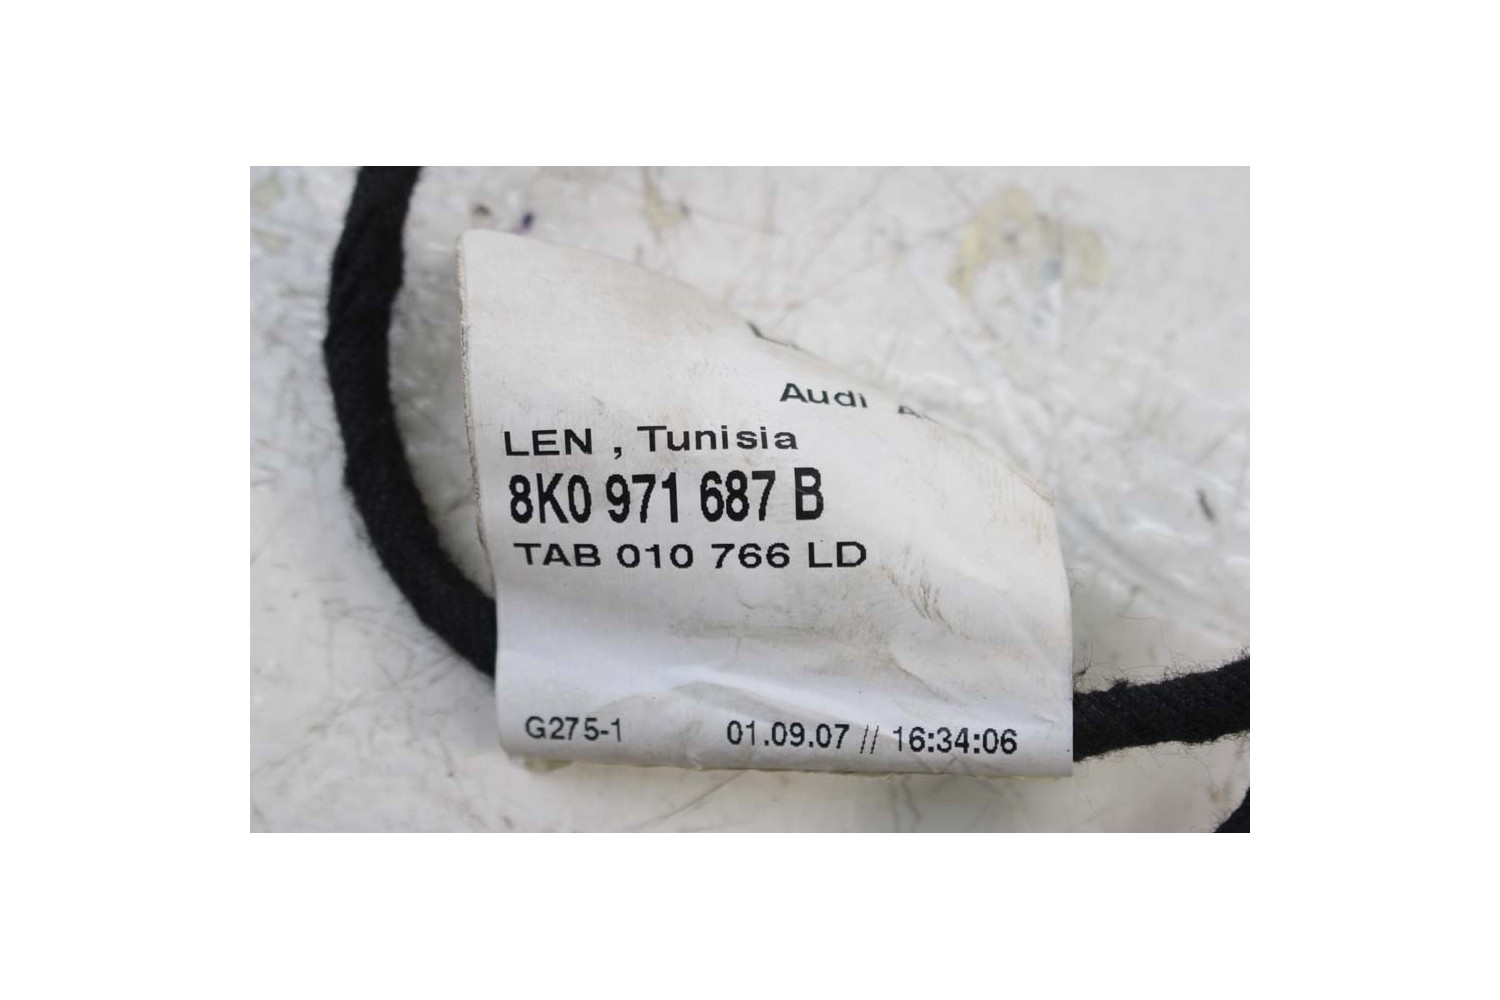 Audi
LEN , Tunisia
8K0 971 687 B
TAB 010 766 LD
G275-1 01.09.07 // 16:34:06